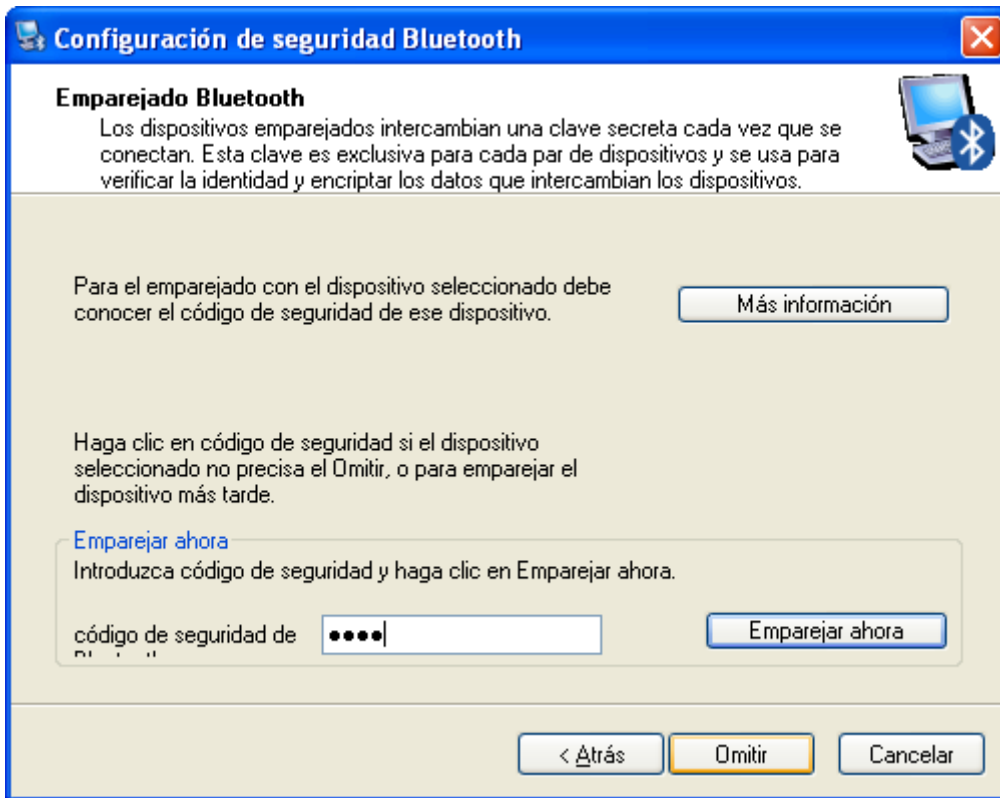 Configuración de seguridad Bluetooth
Emparejado Bluetooth
Los dispositivos emparejados intercambian una clave secreta cada vez que se
conectan. Esta clave es exclusiva para cada par de dispositivos y se usa para
verificar la identidad y encriptar los datos que intercambian los dispositivos.
Para el emparejado con el dispositivo seleccionado debe
conocer el código de seguridad de ese dispositivo.
Más información
Haga clic en código de seguridad si el dispositivo
seleccionado no precisa el Omitir, o para emparejar el
dispositivo más tarde.
Emparejar ahora
Introduzca código de seguridad y haga clic en Emparejar ahora.
código de seguridad de
••••
Emparejar ahora
< Atrás
Omitir
Cancelar